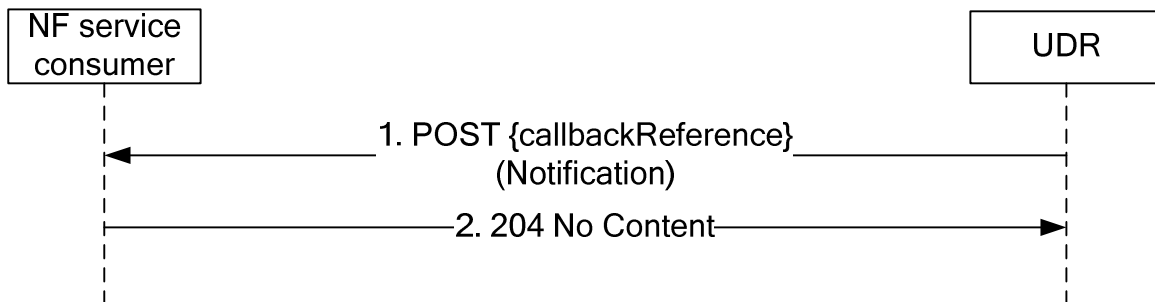 NF service
consumer
UDR
1. POST {callbackReference}
(Notification)
2. 204 No Content